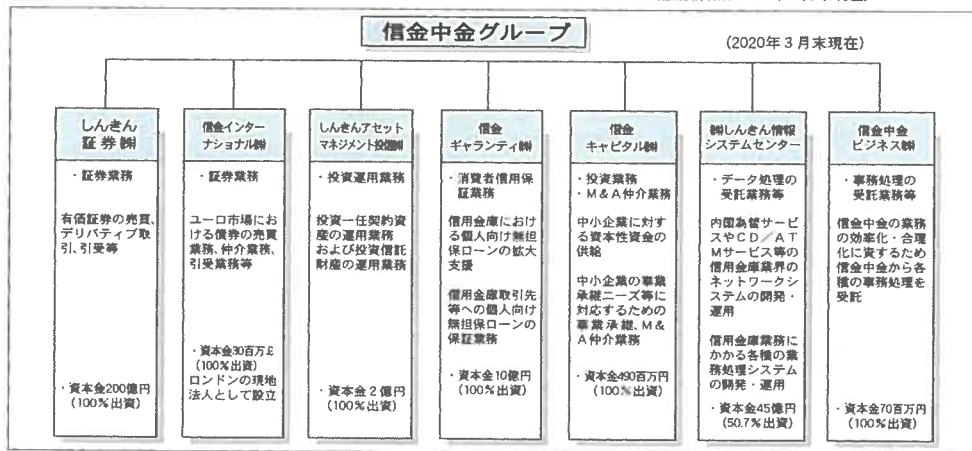 信金中金グループ
(2020年3月末現在)
しんきん
証券㈱
・証券業務
有価証券の売買、
デリバティブ取
引、引受等
・資本金200億円
(100%出資)
信金インター
ナショナル㈱
・証券業務
ユーロ市場にお
ける債券の売買
業務、仲介業務、
引受業務等
・資本金30百万£
(100%出資)
ロンドンの現地
法人として設立
しんきんアセット
マネジメント投信㈱
・投資運用業務
投資一任契約資
産の運用業務
および投資信託
財産の運用業務
・資本金2億円
(100%出資)
信金
ギャランティ㈱
・消費者信用保
証業務
信用金庫におけ
る個人向け無担
保ローンの拡大
支援
信用金庫取引先
等への個人向け
無担保ローンの
保証業務
・資本金10億円
(100%出資)
信金
キャピタル㈱
・投資業務
・M&A仲介業務
中小企業に対す
る資本性資金の
供給
中小企業の事業
承継ニーズ等に
対応するための
事業承継、M&
A仲介業務
・資本金490百万円
(100%出資)
㈱しんきん情報
システムセンター
・データ処理の
受託業務等
内国為替サービ
スやCD/AT
Mサービス等の
信用金庫業界の
ネットワークシ
ステムの開発・
運用
信用金庫業務に
かかる各種の業
務処理システム
の開発・運用
・資本金45億円
(50.7%出資)
信金中金
ビジネス㈱
・事務処理の
受託業務等
信金中金の業務
の効率化・合理
化に資するため
信金中金から各
種の事務処理を
受託
・資本金70百万円
(100%出資)